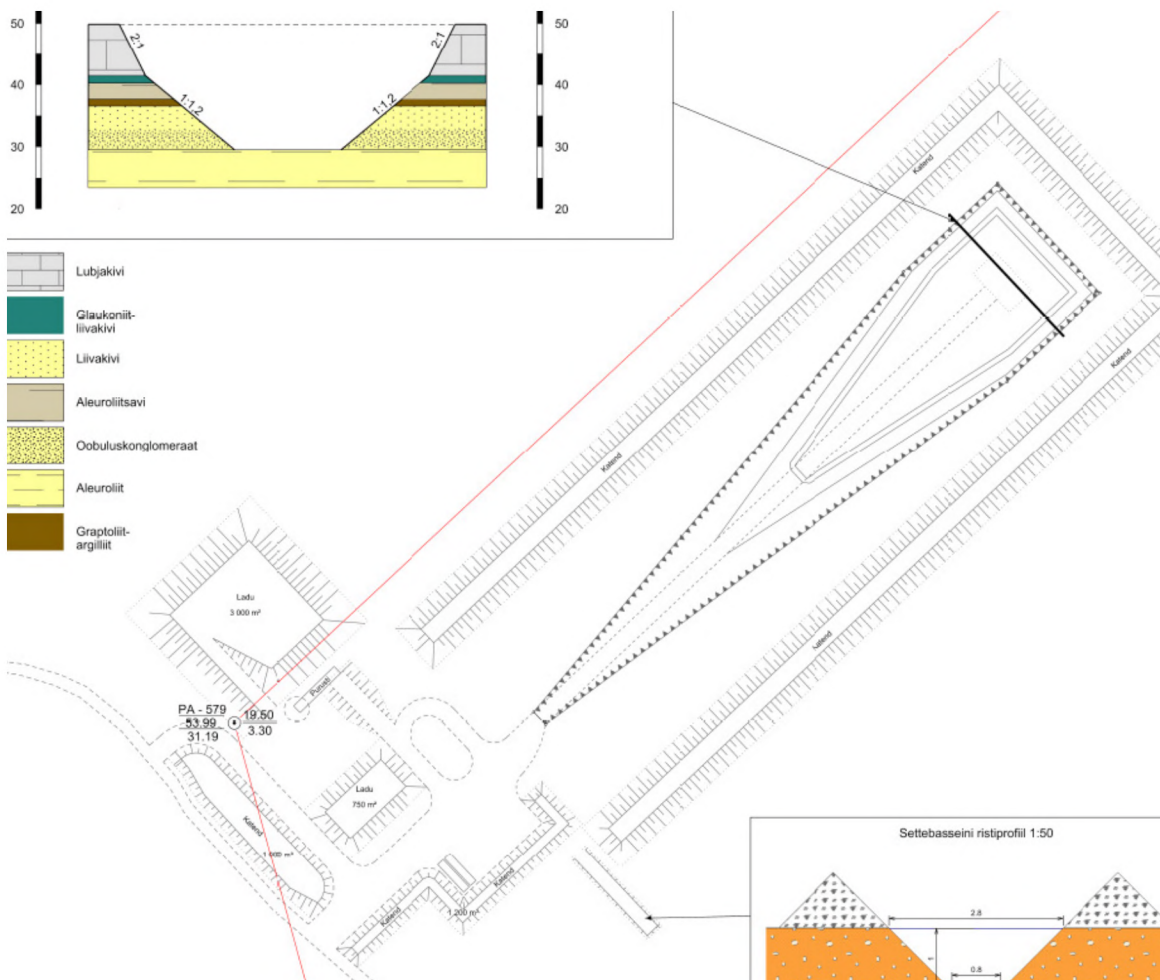 50
50
2:1
2:1
40
40
1:1,2
1:1,2
30
30
20
20
Lubjakivi
Glaukoniit-
liivakivi
Liivakivi
Aleuroliitsavi
Oobuluskonglomeraat
Aleuroliit
Graptoliit-
argilliit
Katend
Katend
Katend
Katend
Ladu
3 000 m²
Purusti
PA - 579
53.99
31.19
19.50
3.30
Ladu
750 m²
Katend
Katend
Katend
1 200 m²
Settebasseini ristiprofiil 1:50
2.8
1
0.8